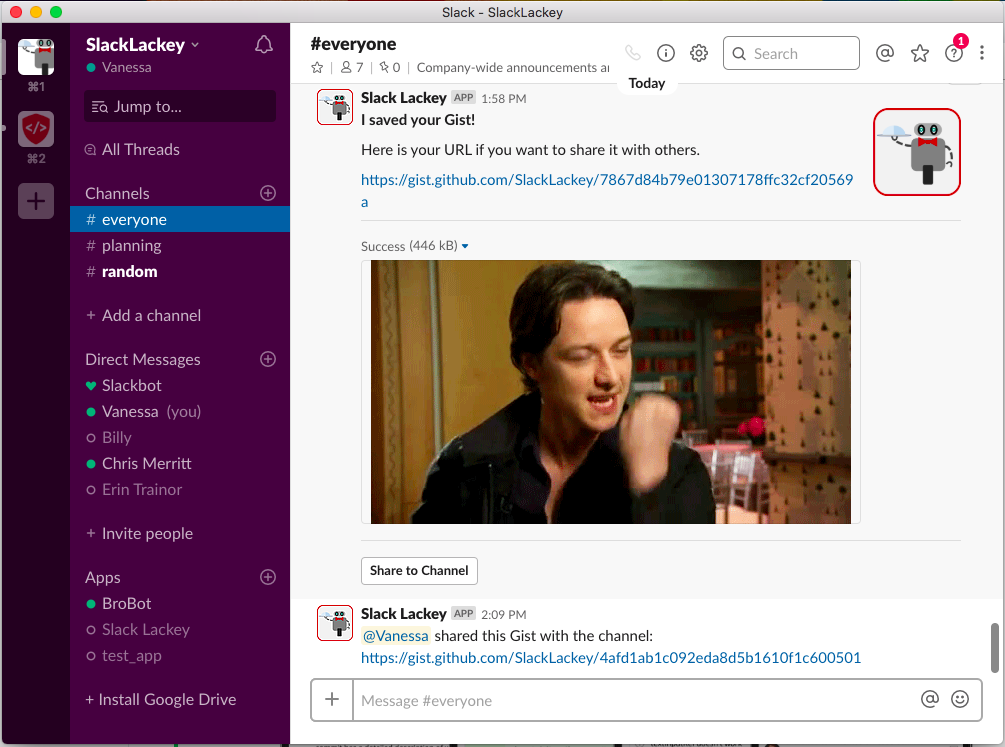 Slack - SlackLackey
SlackLackey
Vanessa
⌘1
⌘2
Jump to...
All Threads
Channels
# everyone
# planning
# random
+ Add a channel
Direct Messages
Slackbot
Vanessa (you)
Billy
Chris Merritt
Erin Trainor
+ Invite people
Apps
BroBot
Slack Lackey
test_app
+ Install Google Drive
#everyone
7
0
Company-wide announcements a
Search
1
Today
Slack Lackey APP 1:58 PM
I saved your Gist!
Here is your URL if you want to share it with others.
https://gist.github.com/SlackLackey/7867d84b79e01307178ffc32cf20569
a
Success (446 kB)
Share to Channel
Slack Lackey APP 2:09 PM
@Vanessa shared this Gist with the channel:
https://gist.github.com/SlackLackey/4afd1ab1c092eda8d5b1610f1c600501
Message #everyone